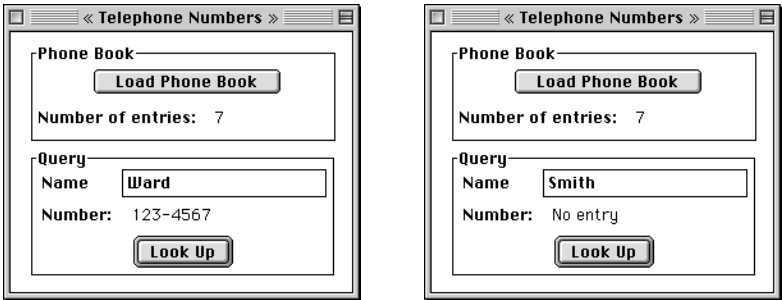 « Telephone Numbers »
Phone Book
Load Phone Book
Number of entries: 7
Query
Name Ward
Number: 123-4567
Look Up
« Telephone Numbers »
Phone Book
Load Phone Book
Number of entries: 7
Query
Name Smith
Number: No entry
Look Up